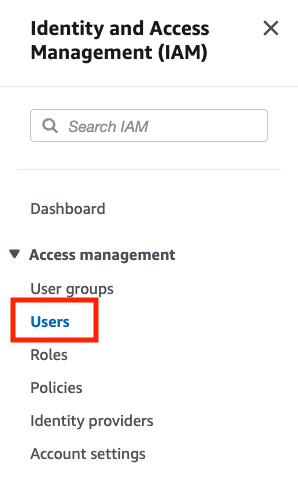 Identity and Access
Management (IAM)
Search IAM
Dashboard
Access management
User groups
Users
Roles
Policies
Identity providers
Account settings